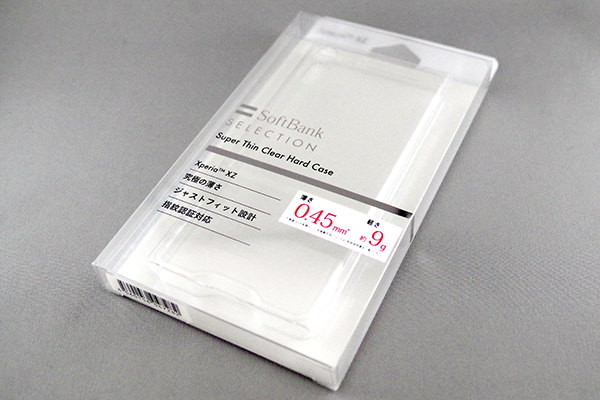 Xperia™ XZ
SoftBank
SELECTION
Super Thin Clear Hard Case
Xperia™ XZ
究極の薄さ
ジャストフィット設計
指紋認証対応
薄さ
0.45mm
軽さ
約9g